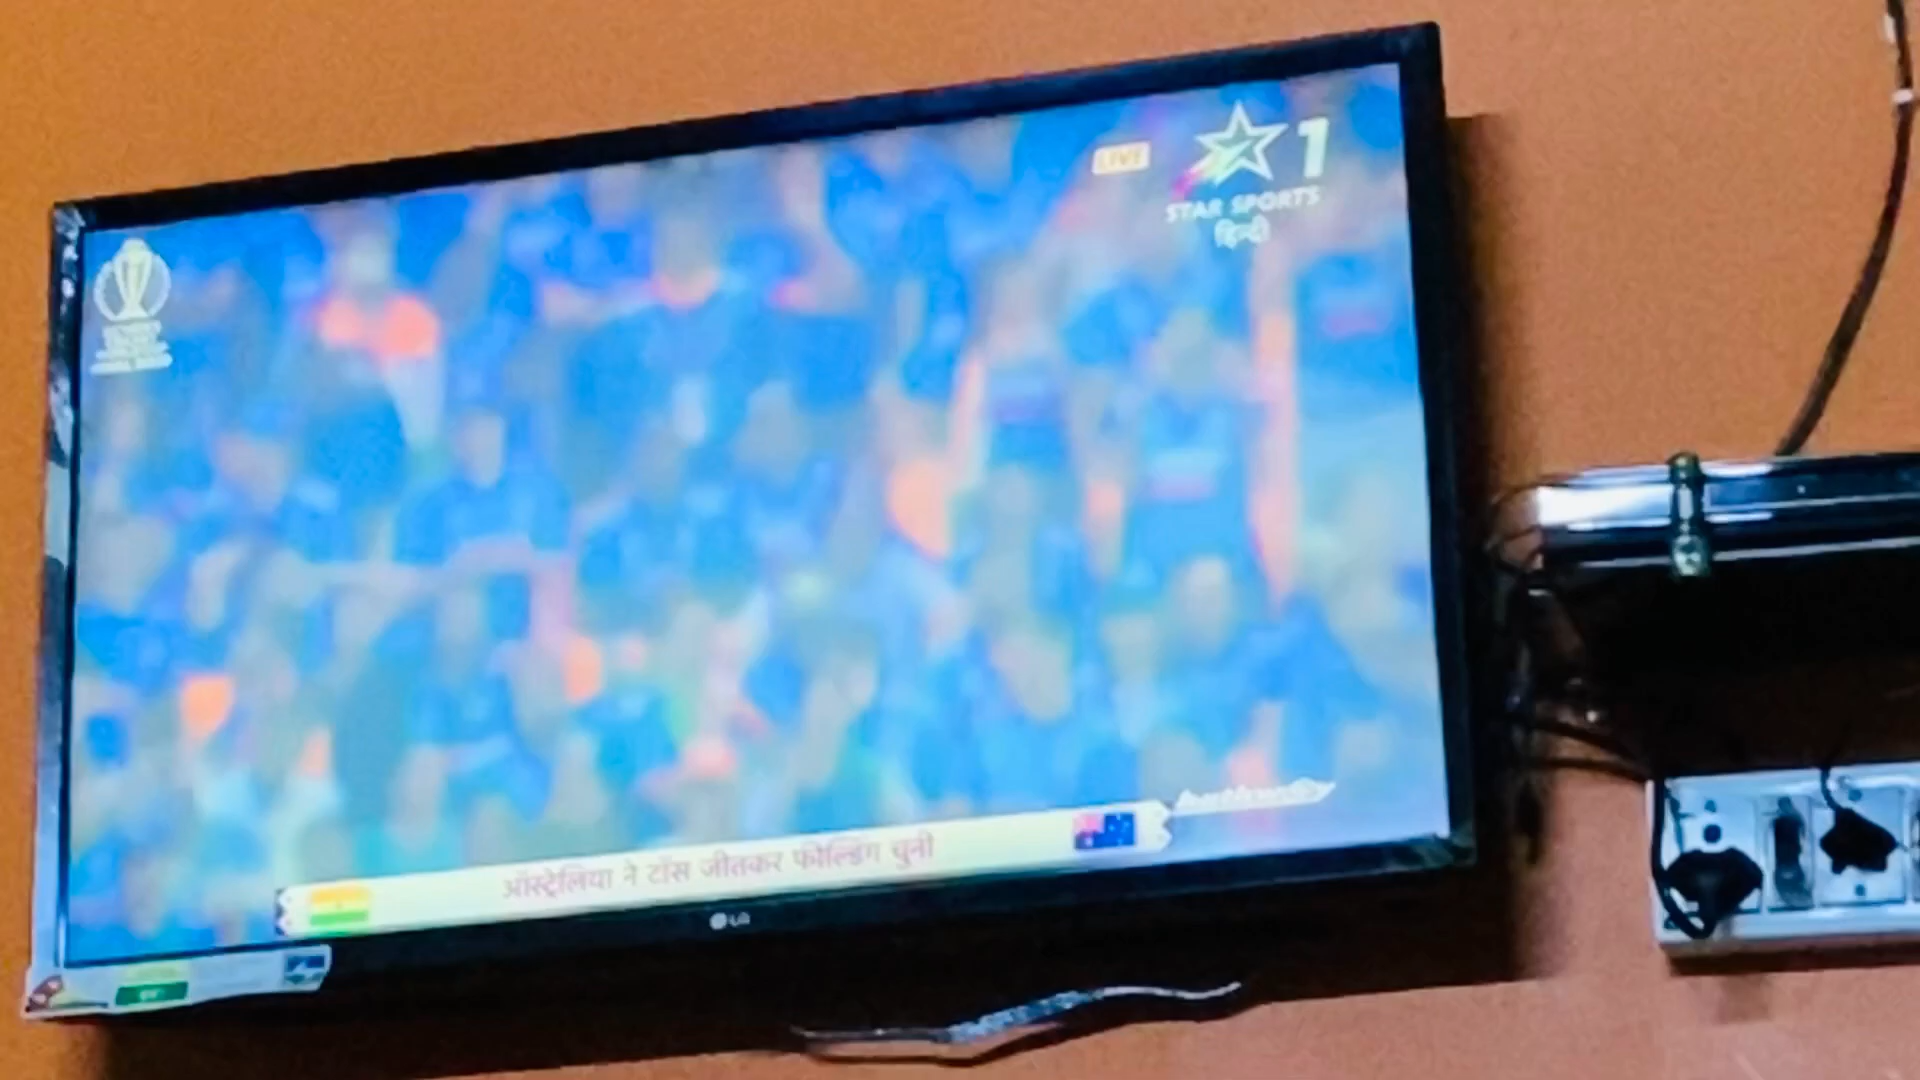 LIVE
1
STAR SPORTS
हिन्दी
ऑस्ट्रेलिया ने टॉस जीतकर फील्डिंग चुनी
LG